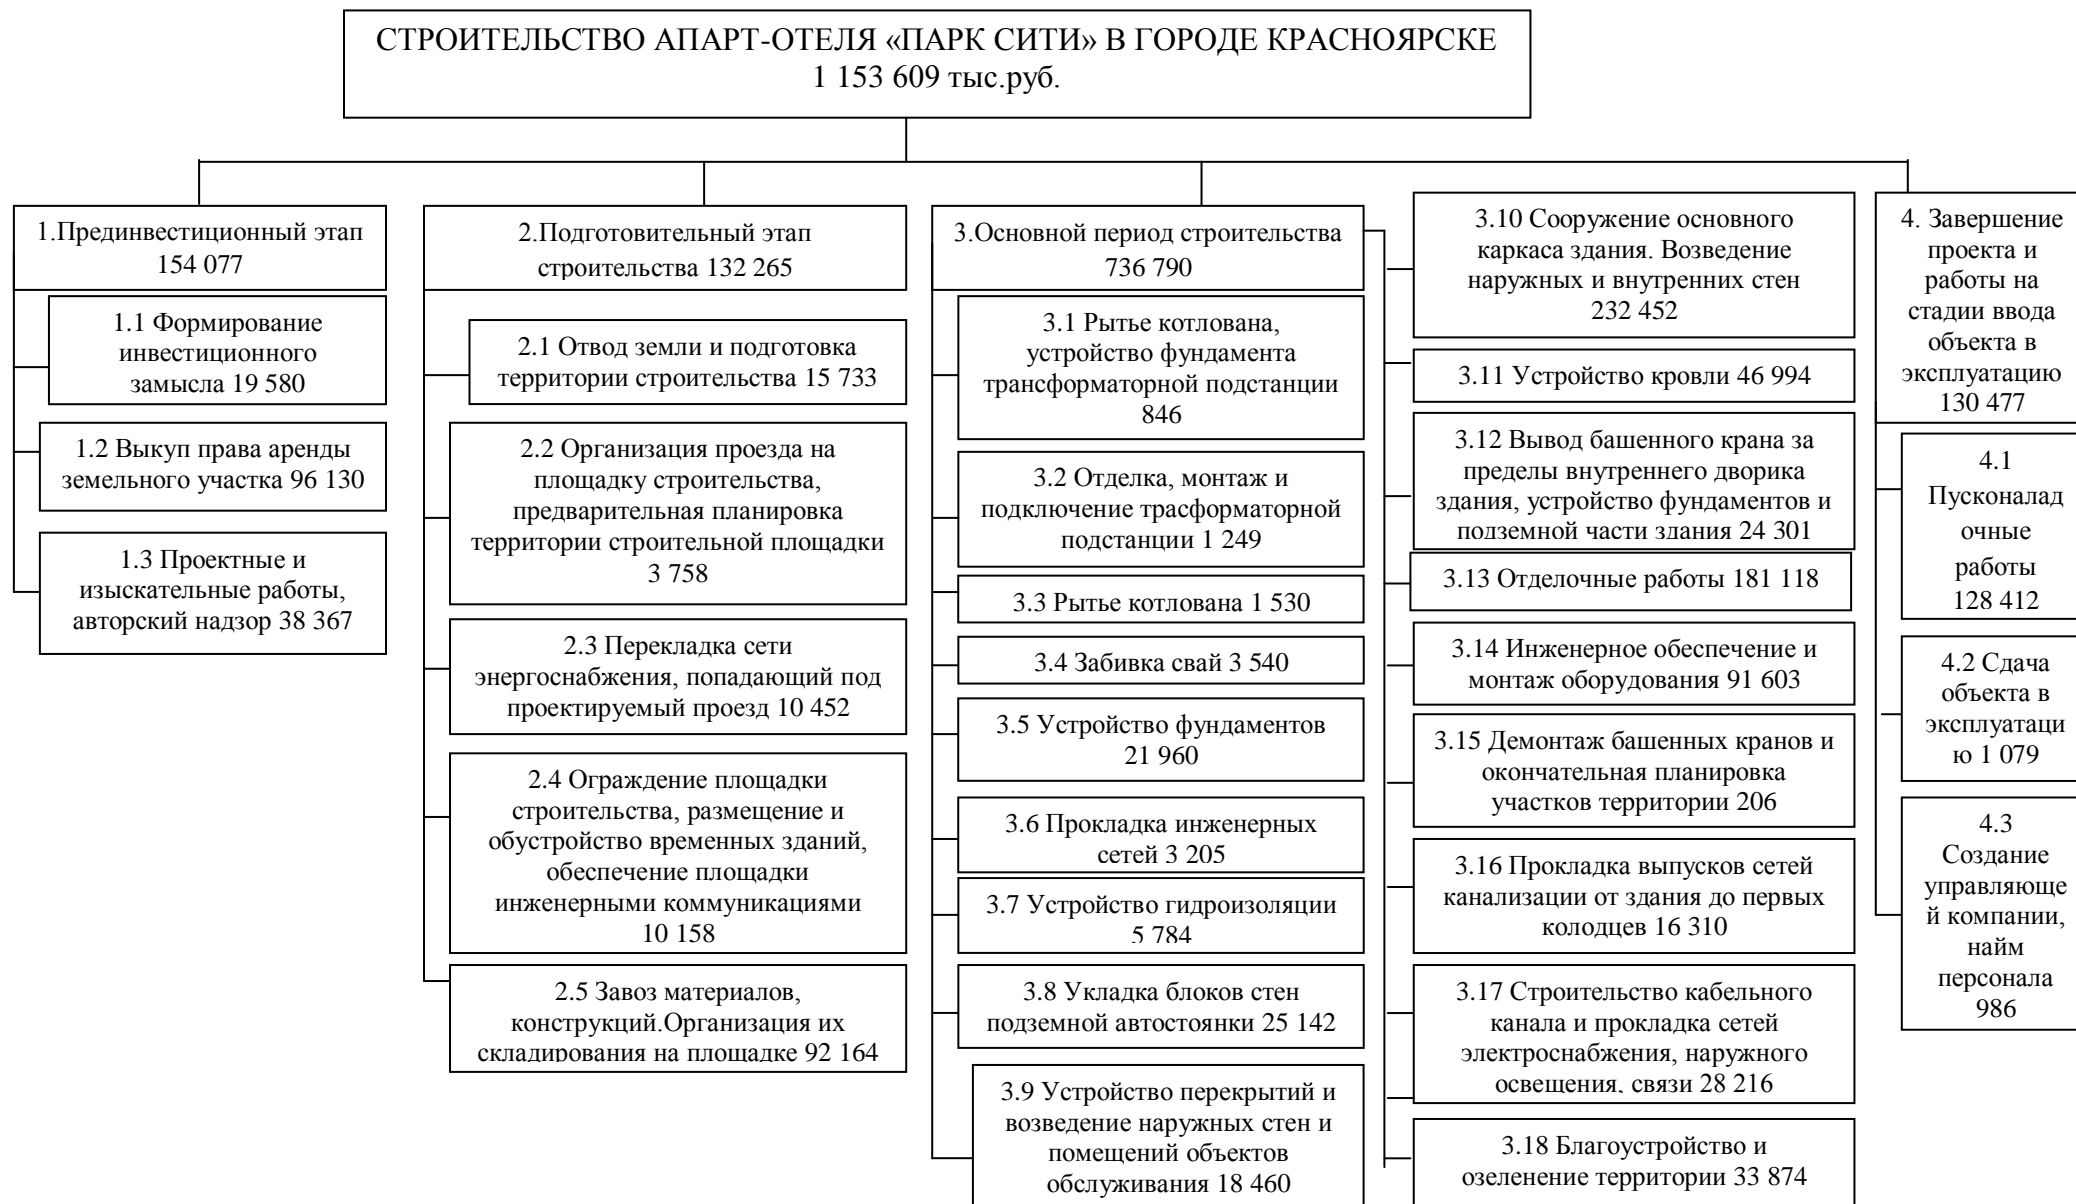 СТРОИТЕЛЬСТВО АПАРТ-ОТЕЛЯ «ПАРК СИТИ» В ГОРОДЕ КРАСНОЯРСКЕ
1 153 609 тыс.руб.
1.Прединвестиционный этап
154 077
1.1 Формирование
инвестиционного
замысла 19 580
1.2 Выкуп права аренды
земельного участка 96 130
1.3 Проектные и
изыскательные работы,
авторский надзор 38 367
2.Подготовительный этап
строительства 132 265
2.1 Отвод земли и подготовка
территории строительства 15 733
2.2 Организация проезда на
площадку строительства,
предварительная планировка
территории строительной площадки
3 758
2.3 Перекладка сети
энергоснабжения, попадающий под
проектируемый проезд 10 452
2.4 Ограждение площадки
строительства, размещение и
обустройство временных зданий,
обеспечение площадки
инженерными коммуникациями
10 158
2.5 Завоз материалов,
конструкций.Организация их
складирования на площадке 92 164
3.Основной период строительства
736 790
3.1 Рытье котлована,
устройство фундамента
трансформаторной подстанции
846
3.2 Отделка, монтаж и
подключение трасформаторной
подстанции 1 249
3.3 Рытье котлована 1 530
3.4 Забивка свай 3 540
3.5 Устройство фундаментов
21 960
3.6 Прокладка инженерных
сетей 3 205
3.7 Устройство гидроизоляции
5 784
3.8 Укладка блоков стен
подземной автостоянки 25 142
3.9 Устройство перекрытий и
возведение наружных стен и
помещений объектов
обслуживания 18 460
3.10 Сооружение основного
каркаса здания. Возведение
наружных и внутренних стен
232 452
3.11 Устройство кровли 46 994
3.12 Вывод башенного крана за
пределы внутреннего дворика
здания, устройство фундаментов и
подземной части здания 24 301
3.13 Отделочные работы 181 118
3.14 Инженерное обеспечение и
монтаж оборудования 91 603
3.15 Демонтаж башенных кранов и
окончательная планировка
участков территории 206
3.16 Прокладка выпусков сетей
канализации от здания до первых
колодцев 16 310
3.17 Строительство кабельного
канала и прокладка сетей
электроснабжения, наружного
освещения, связи 28 216
3.18 Благоустройство и
озеленение территории 33 874
4. Завершение
проекта и
работы на
стадии ввода
объекта в
эксплуатацию
130 477
4.1
Пусконалад
очные
работы
128 412
4.2 Сдача
объекта в
эксплуатаци
ю 1 079
4.3
Создание
управляюще
й компании,
найм
персонала
986